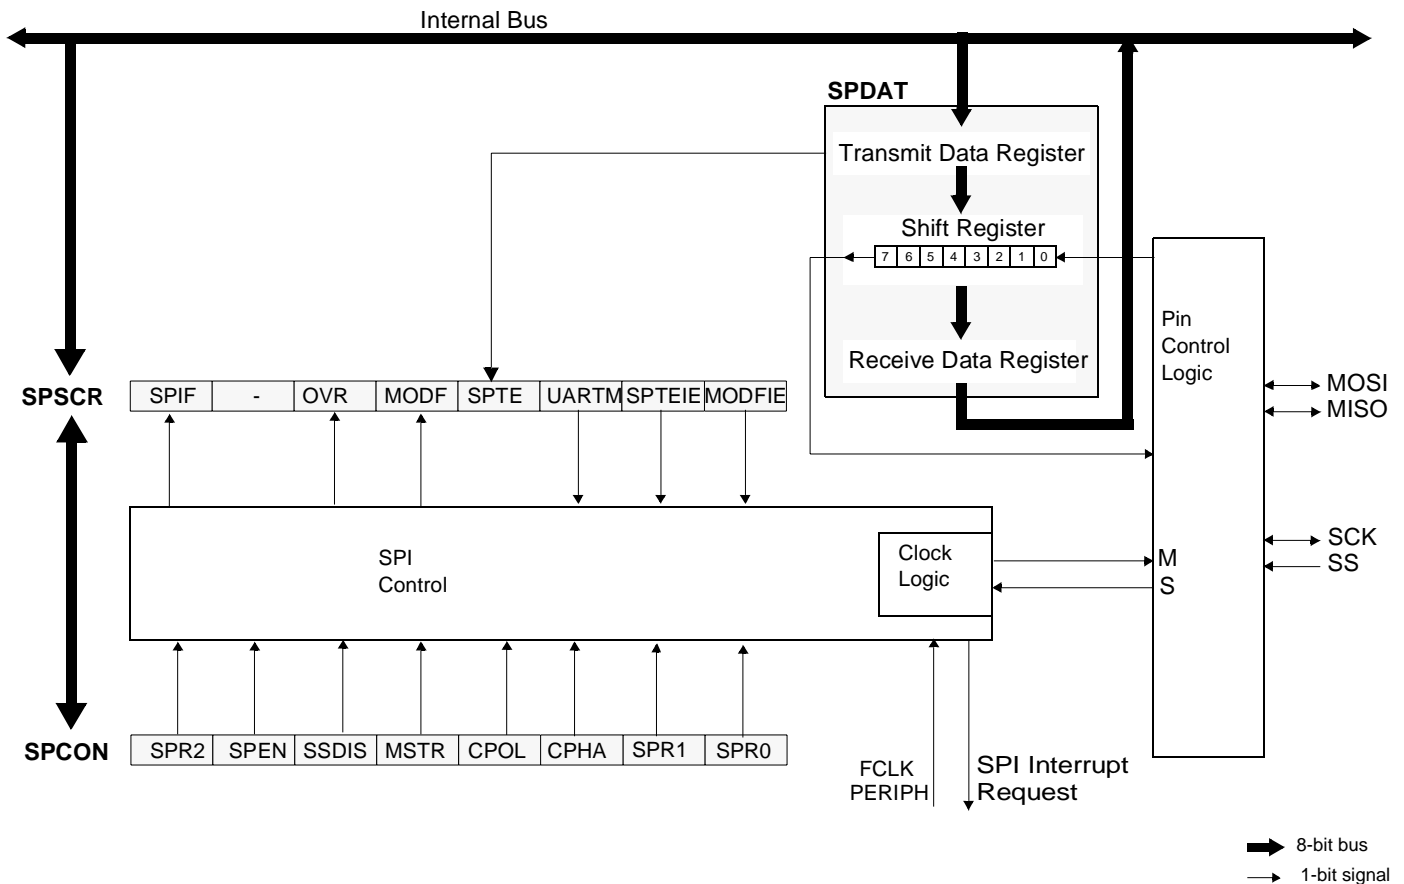 Internal Bus
SPDAT
Transmit Data Register
Shift Register
7 6 5 4 3 2 1 0
Receive Data Register
Pin
Control
Logic
MOSI
MISO
SPSCR
SPIF - OVR MODF SPTE UARTM SPTEIE MODFIE
SPI
Control
Clock
Logic
M
S
SCK
SS
SPCON
SPR2 SPEN SSDIS MSTR CPOL CPHA SPR1 SPR0
FCLK
PERIPH
SPI Interrupt
Request
8-bit bus
1-bit signal